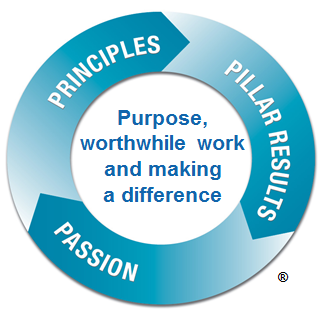 PRINCIPLES
PILLAR RESULTS
PASSION
Purpose,
worthwhile work
and making
a difference
®